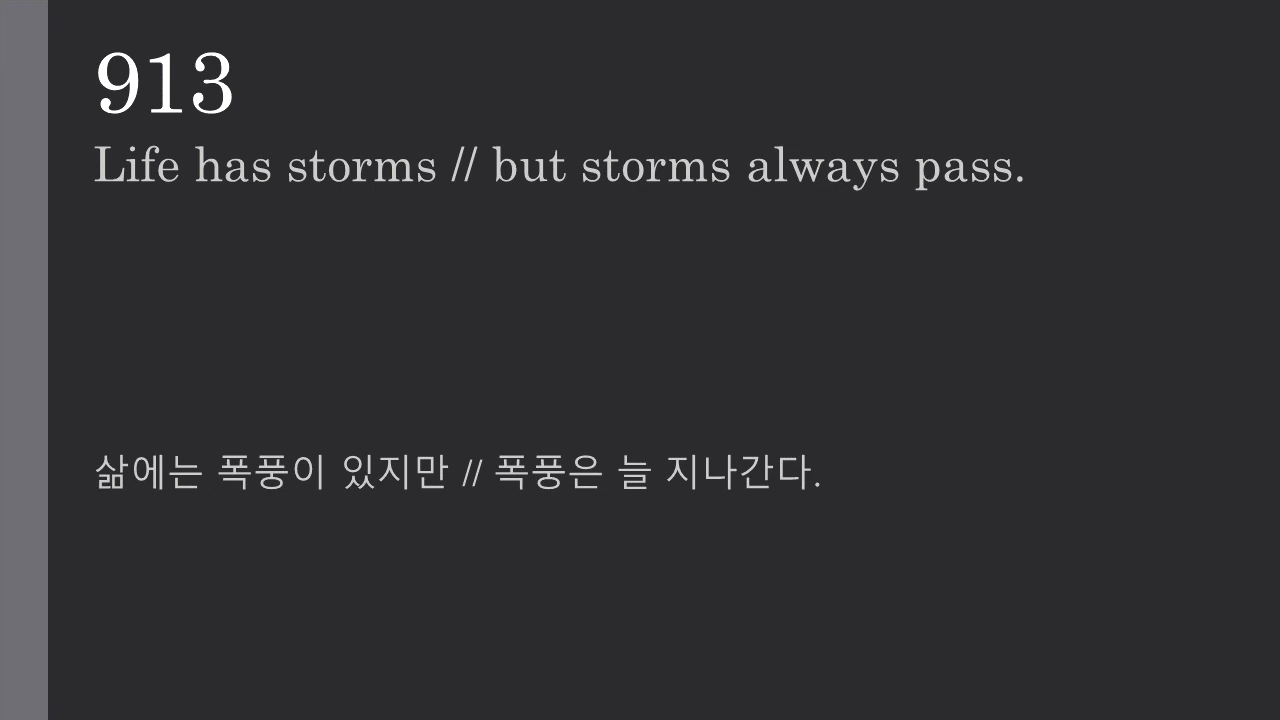 913
Life has storms // but storms always pass.
삶에는 폭풍이 있지만 // 폭풍은 늘 지나간다.